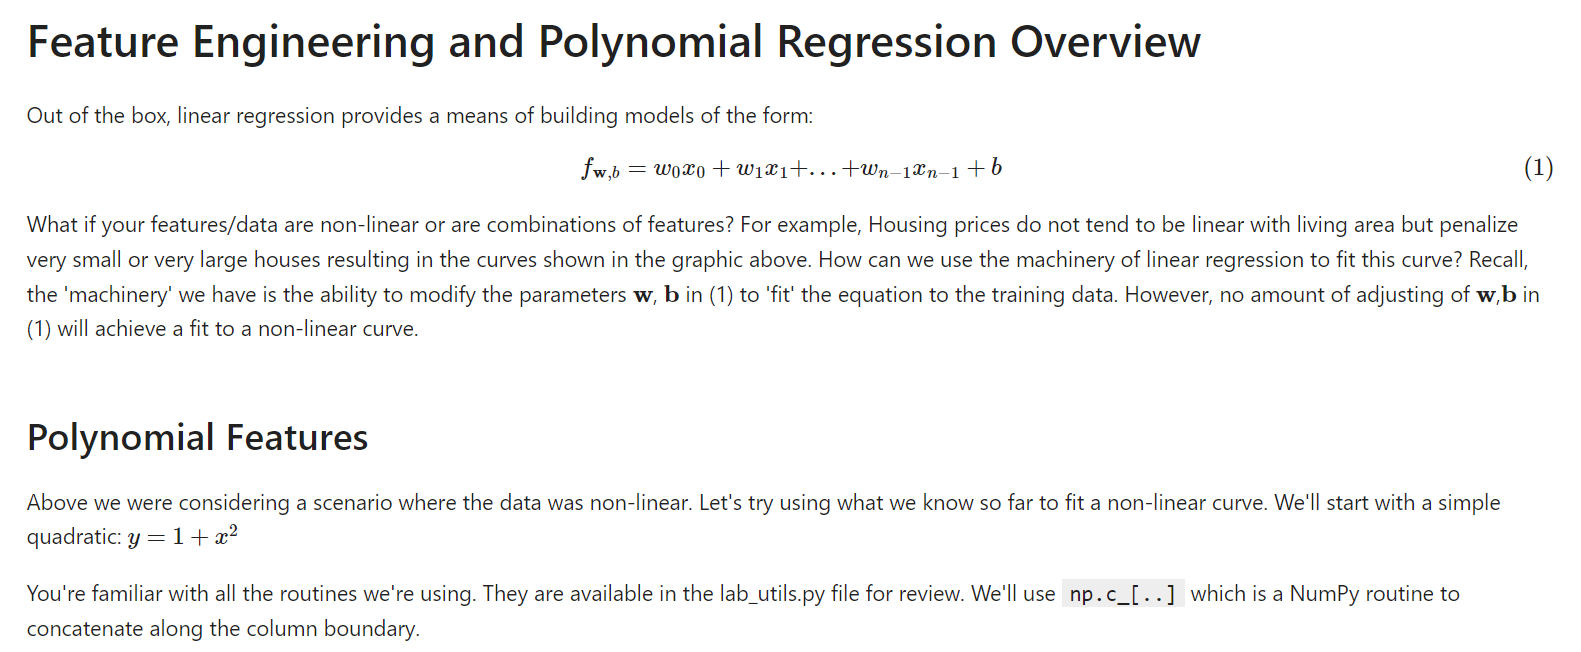 Feature Engineering and Polynomial Regression Overview
Out of the box, linear regression provides a means of building models of the form:
f_{𝐰,b} = w₀x₀ + w₁x₁+...+w_{n−1}x_{n−1} + b (1)
What if your features/data are non-linear or are combinations of features? For example, Housing prices do not tend to be linear with living area but penalize
very small or very large houses resulting in the curves shown in the graphic above. How can we use the machinery of linear regression to fit this curve? Recall,
the 'machinery' we have is the ability to modify the parameters 𝐰, 𝐛 in (1) to 'fit' the equation to the training data. However, no amount of adjusting of 𝐰,𝐛 in
(1) will achieve a fit to a non-linear curve.
Polynomial Features
Above we were considering a scenario where the data was non-linear. Let's try using what we know so far to fit a non-linear curve. We'll start with a simple
quadratic: y = 1 + x²
You're familiar with all the routines we're using. They are available in the lab_utils.py file for review. We'll use np.c_[..] which is a NumPy routine to
concatenate along the column boundary.